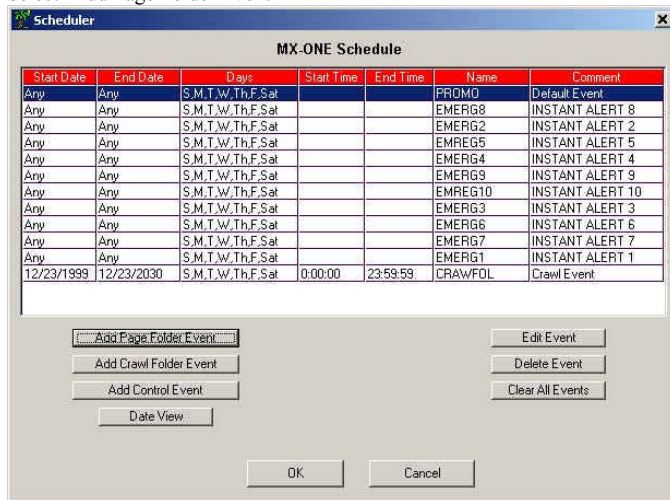 Scheduler
MX-ONE Schedule
Start Date End Date Days Start Time End Time Name Comment
Any Any S,M,T,W,Th,F,Sat PROMO Default Event
Any Any S,M,T,W,Th,F,Sat EMERG8 INSTANT ALERT 8
Any Any S,M,T,W,Th,F,Sat EMERG2 INSTANT ALERT 2
Any Any S,M,T,W,Th,F,Sat EMREG5 INSTANT ALERT 5
Any Any S,M,T,W,Th,F,Sat EMERG4 INSTANT ALERT 4
Any Any S,M,T,W,Th,F,Sat EMERG9 INSTANT ALERT 9
Any Any S,M,T,W,Th,F,Sat EMREG10 INSTANT ALERT 10
Any Any S,M,T,W,Th,F,Sat EMERG3 INSTANT ALERT 3
Any Any S,M,T,W,Th,F,Sat EMERG6 INSTANT ALERT 6
Any Any S,M,T,W,Th,F,Sat EMERG7 INSTANT ALERT 7
Any Any S,M,T,W,Th,F,Sat EMERG1 INSTANT ALERT 1
12/23/1999 12/23/2030 S,M,T,W,Th,F,Sat 0:00:00 23:59:59 CRAWFOL Crawl Event
Add Page Folder Event Edit Event
Add Crawl Folder Event Delete Event
Add Control Event Clear All Events
Date View
OK Cancel